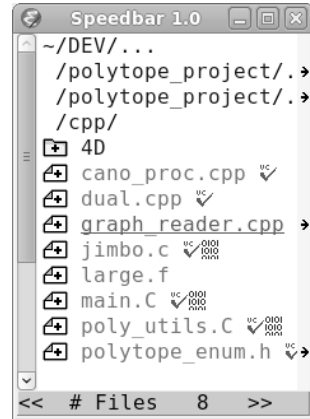 Speedbar 1.0
~/DEV/...
/polytope_project/.
/polytope_project/.
/cpp/
4D
cano_proc.cpp
dual.cpp
graph_reader.cpp
jimbo.c
large.f
main.C
poly_utils.C
polytope_enum.h
<< # Files 8 >>